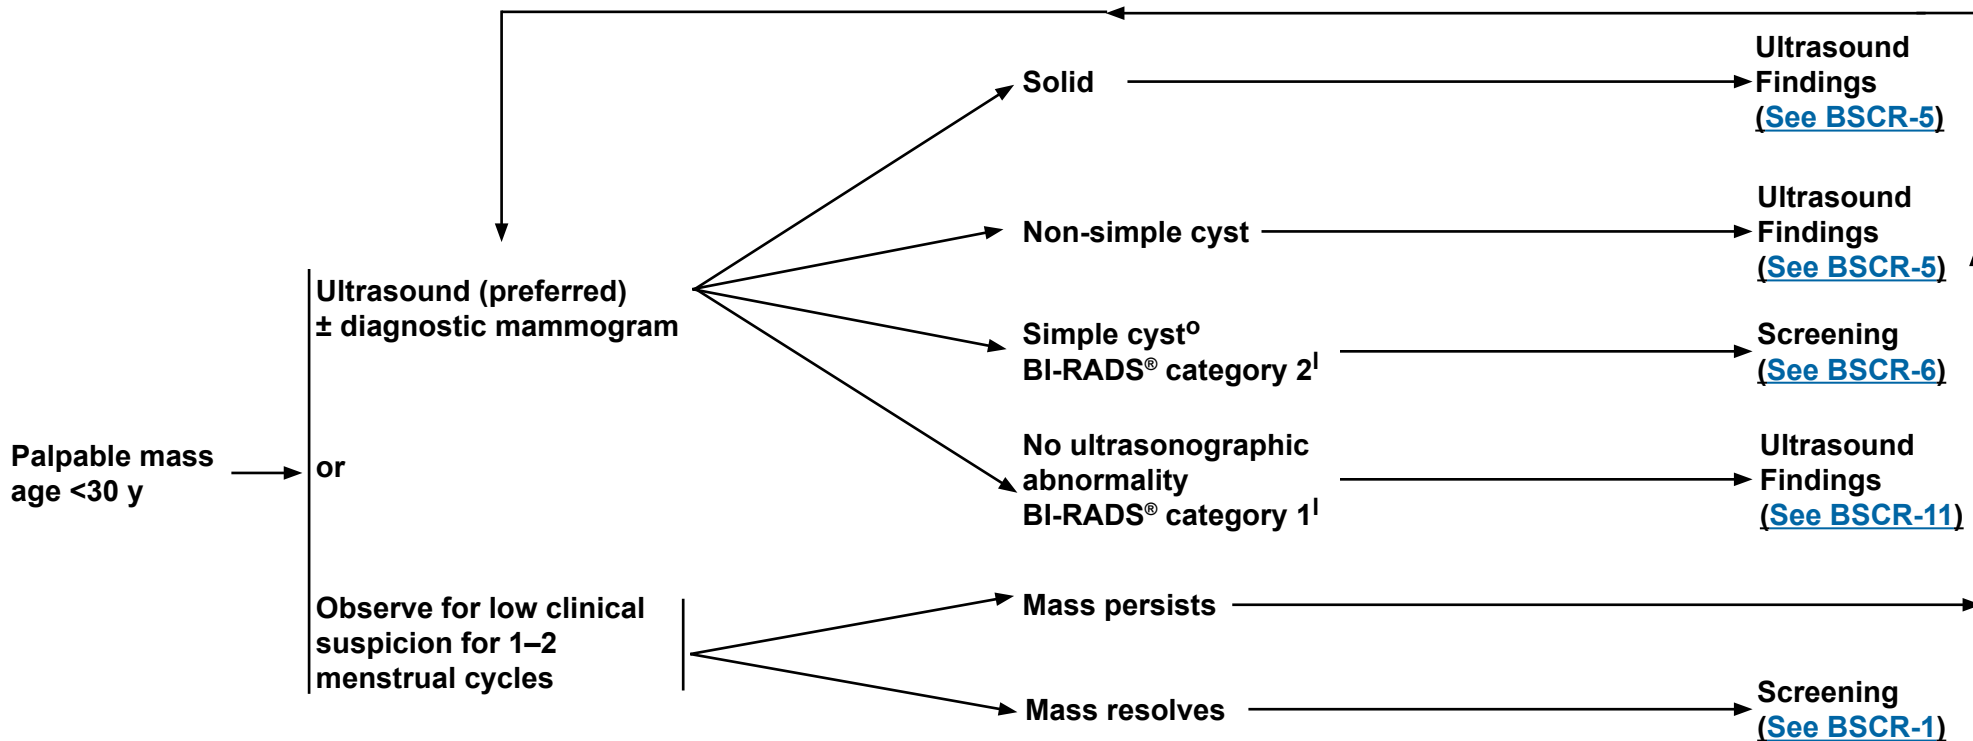 Solid
Ultrasound
Findings
(See BSCR-5)
Non-simple cyst
Ultrasound
Findings
(See BSCR-5)
Ultrasound (preferred)
± diagnostic mammogram
Simple cystᵒ
BI-RADS® category 2ˡ
Screening
(See BSCR-6)
Palpable mass
age <30 y
or
No ultrasonographic
abnormality
BI-RADS® category 1ˡ
Ultrasound
Findings
(See BSCR-11)
Observe for low clinical
suspicion for 1–2
menstrual cycles
Mass persists
Mass resolves
Screening
(See BSCR-1)